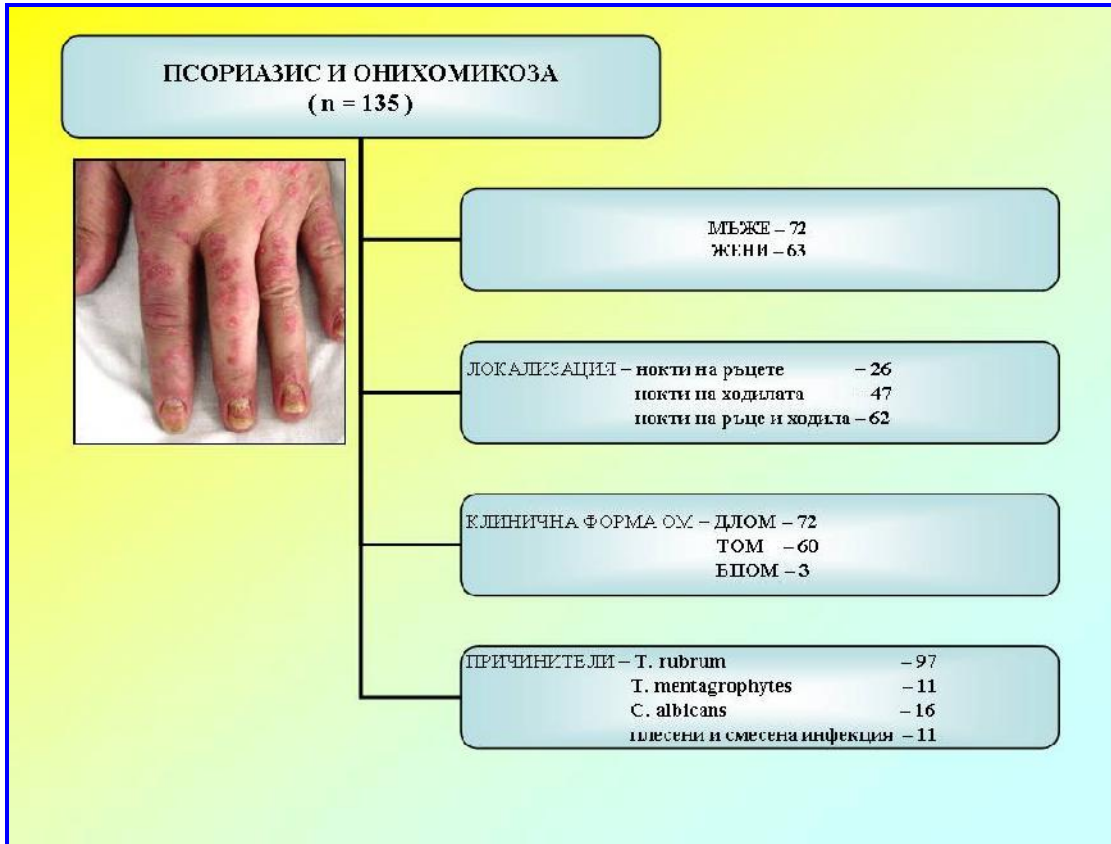 ПСОРИАЗИС И ОНИХОМИКОЗА
( n = 135 )
МЪЖЕ – 72
ЖЕНИ – 63
ЛОКАЛИЗАЦИЯ – нокти на ръцете – 26
нокти на ходилата – 47
нокти на ръце и ходила – 62
КЛИНИЧНА ФОРМА ОМ – ДЛОМ – 72
ТОМ – 60
БПОМ – 3
ПРИЧИНИТЕЛИ – T. rubrum – 97
T. mentagrophytes – 11
C. albicans – 16
плесени и смесена инфекция – 11